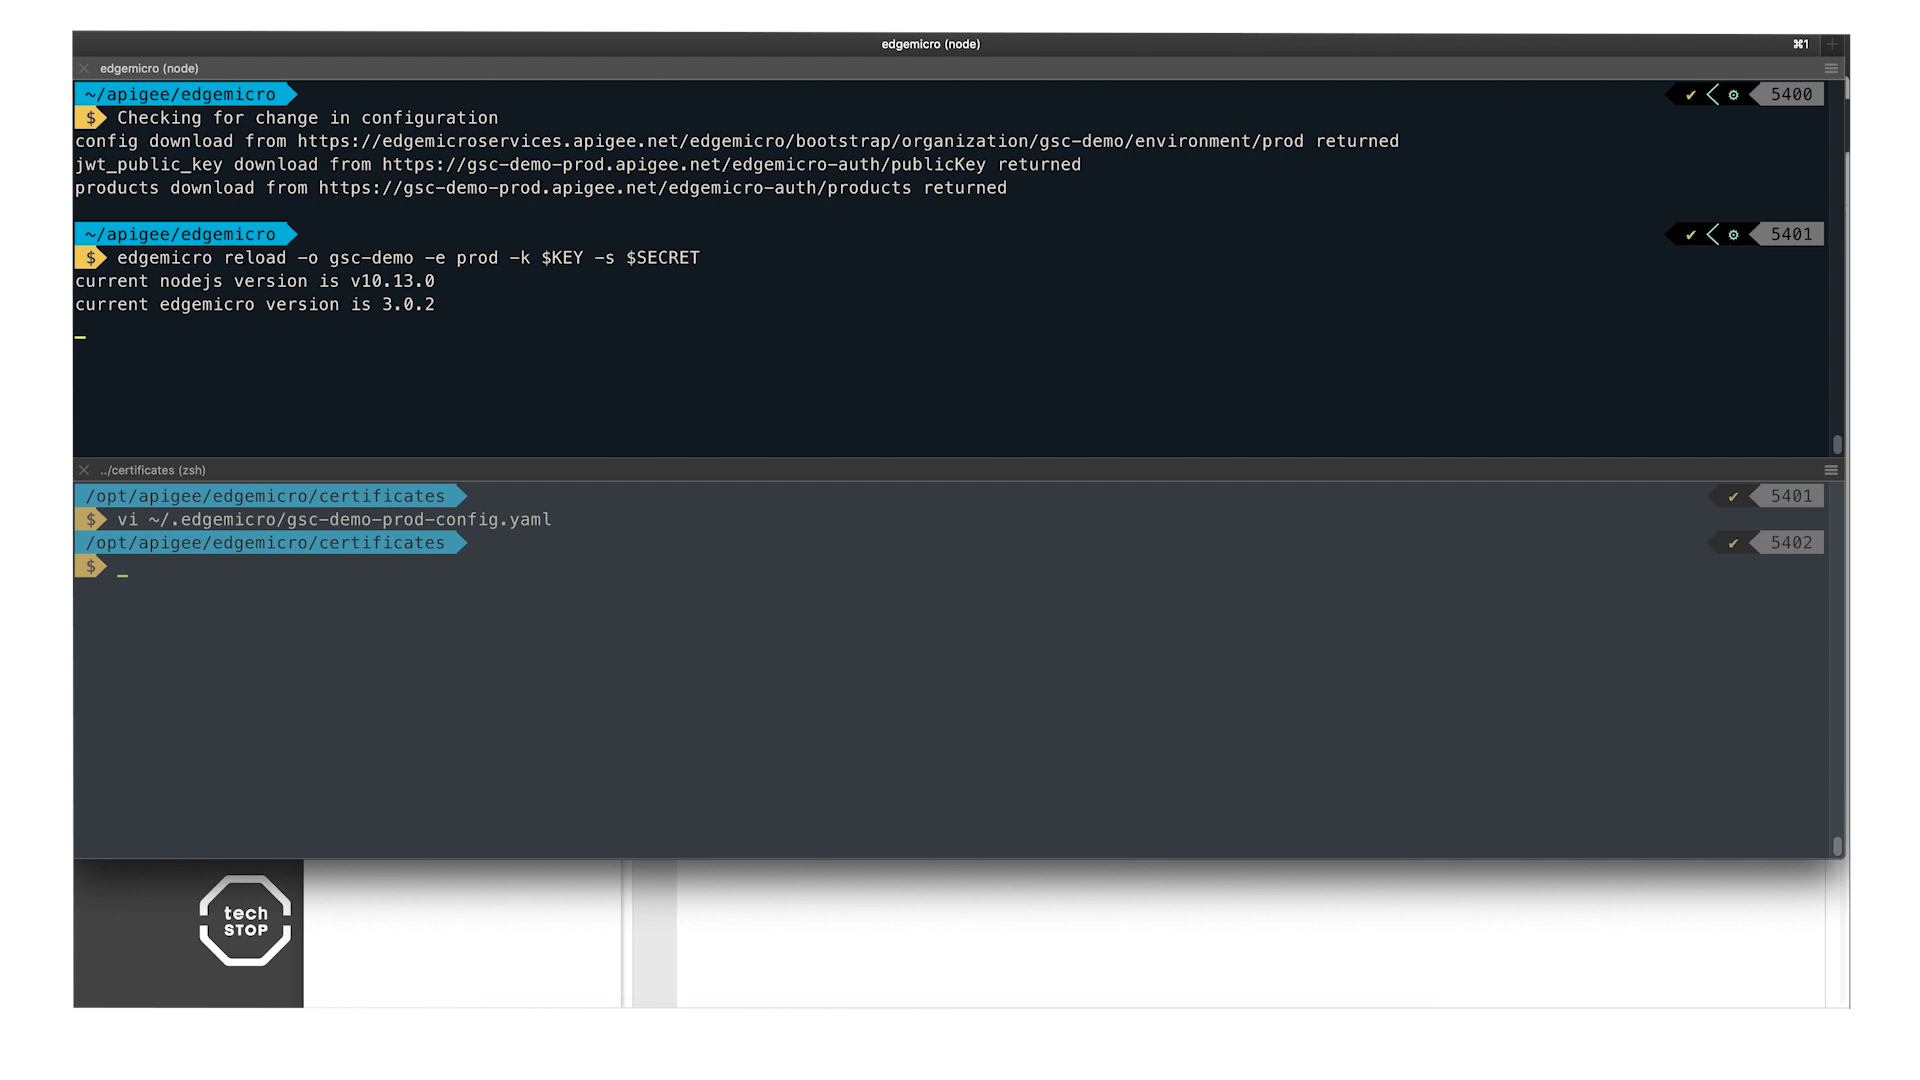 edgemicro (node)
⌘1
edgemicro (node)
~/apigee/edgemicro
✔ ⚙ 5400
$ Checking for change in configuration
config download from https://edgemicroservices.apigee.net/edgemicro/bootstrap/organization/gsc-demo/environment/prod returned
jwt_public_key download from https://gsc-demo-prod.apigee.net/edgemicro-auth/publicKey returned
products download from https://gsc-demo-prod.apigee.net/edgemicro-auth/products returned
~/apigee/edgemicro
✔ ⚙ 5401
$ edgemicro reload -o gsc-demo -e prod -k $KEY -s $SECRET
current nodejs version is v10.13.0
current edgemicro version is 3.0.2
../certificates (zsh)
/opt/apigee/edgemicro/certificates
✔ 5401
$ vi ~/.edgemicro/gsc-demo-prod-config.yaml
/opt/apigee/edgemicro/certificates
✔ 5402
$
tech
STOP